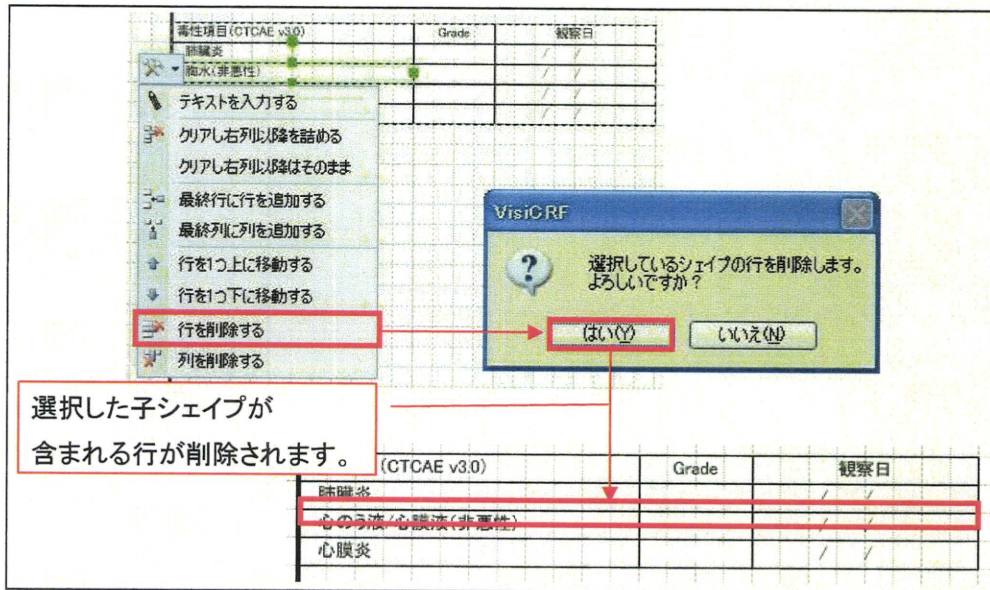 毒性項目(CTCAE v3.0) Grade 観察日
肺臓炎 / /
胸水(非悪性) / /
/ /
/ /
テキストを入力する
クリアし右列以降を詰める
クリアし右列以降はそのまま
最終行に行を追加する
最終列に列を追加する
行を1つ上に移動する
行を1つ下に移動する
行を削除する
列を削除する
VisiCRF
選択しているシェイプの行を削除します。
よろしいですか?
はい(Y) いいえ(N)
選択した子シェイプが
含まれる行が削除されます。
(CTCAE v3.0) Grade 観察日
肺臓炎 / /
心のう液/心膜液(非悪性) / /
心膜炎 / /